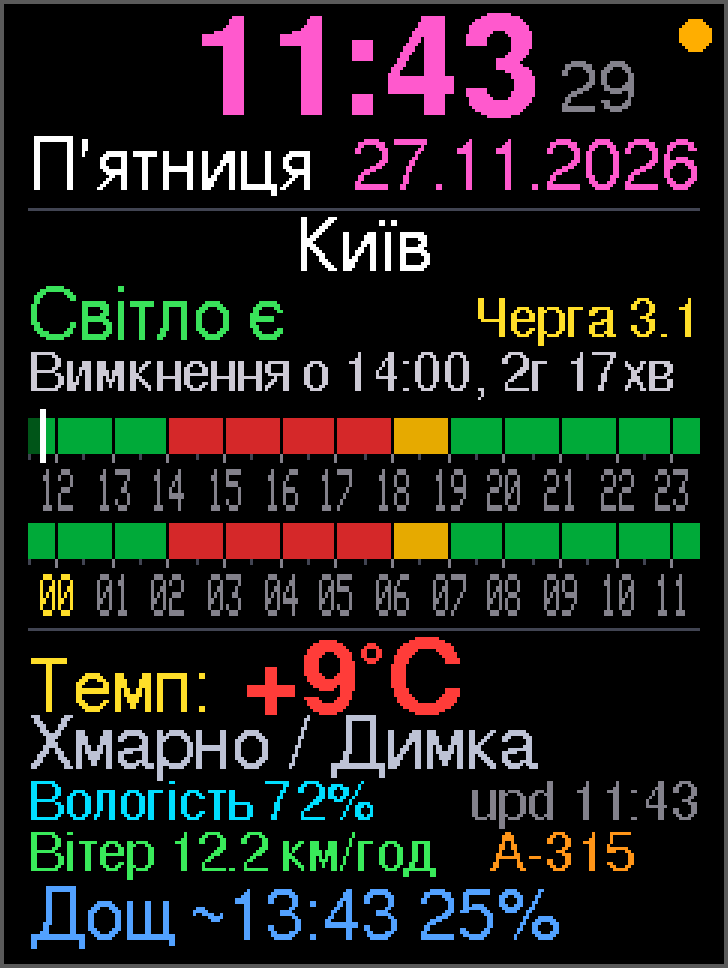 11:43 29
П'ятниця 27.11.2026
Київ
Світло є Черга 3.1
Вимкнення о 14:00, 2г 17хв
12 13 14 15 16 17 18 19 20 21 22 23
00 01 02 03 04 05 06 07 08 09 10 11
Темп: +9°C
Хмарно / Димка
Вологість 72% upd 11:43
Вітер 12.2 км/год А-315
Дощ ~13:43 25%